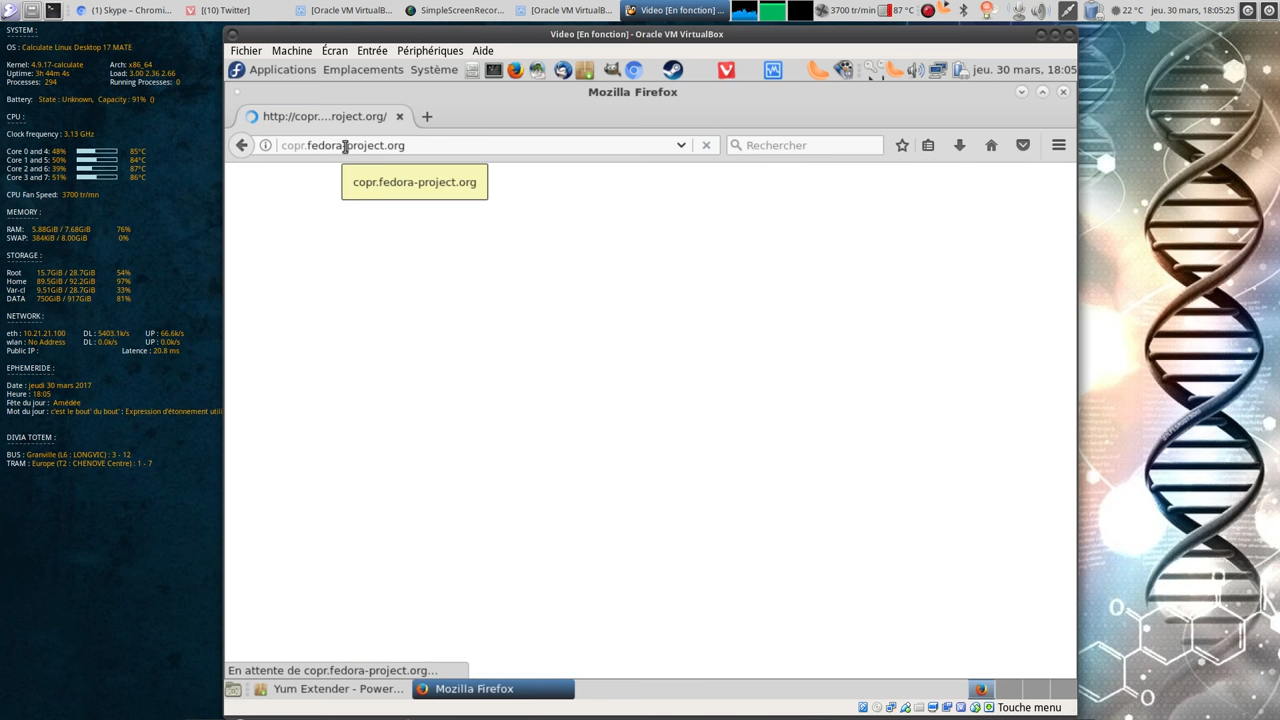 (1) Skype – Chromi...
[(10) Twitter]
[Oracle VM VirtualB...
SimpleScreenRecor...
[Oracle VM VirtualB...
Video [En fonction] - ...
3700 tr/min
87 °C
22 °C
jeu. 30 mars, 18:05:25
SYSTEM :
OS : Calculate Linux Desktop 17 MATE
Kernel: 4.9.17-calculate Arch: x86_64
Uptime: 3h 44m 4s Load: 3.00 2.36 2.66
Processes: 294 Running Processes: 0
Battery: State : Unknown, Capacity : 91% ()
CPU :
Clock frequency : 3.13 GHz
Core 0 and 4: 48% 85°C
Core 1 and 5: 50% 84°C
Core 2 and 6: 39% 87°C
Core 3 and 7: 51% 86°C
CPU Fan Speed: 3700 tr/mn
MEMORY :
RAM: 5.88GiB / 7.68GiB 76%
SWAP: 384KiB / 8.00GiB 0%
STORAGE :
Root 15.7GiB / 28.7GiB 54%
Home 89.5GiB / 92.2GiB 97%
Var-cl 9.51GiB / 28.7GiB 33%
DATA 750GiB / 917GiB 81%
NETWORK :
eth : 10.21.21.100 DL : 5403.1k/s UP : 66.6k/s
wlan : No Address DL : 0.0k/s UP : 0.0k/s
Public IP : Latence : 20.8 ms
EPHEMERIDE :
Date : jeudi 30 mars 2017
Heure : 18:05
Fête du jour : Amédée
Mot du jour : c'est le bout' du bout' : Expression d'étonnement utili
DIVIA TOTEM :
BUS : Granville (L6 : LONGVIC) : 3 - 12
TRAM : Europe (T2 : CHENOVE Centre) : 1 - 7
Video [En fonction] - Oracle VM VirtualBox
Fichier Machine Écran Entrée Périphériques Aide
Applications Emplacements Système jeu. 30 mars, 18:05
Mozilla Firefox
http://copr....roject.org/
copr.fedora-project.org
Rechercher
copr.fedora-project.org
En attente de copr.fedora-project.org...
Yum Extender - Power...
Mozilla Firefox
Touche menu